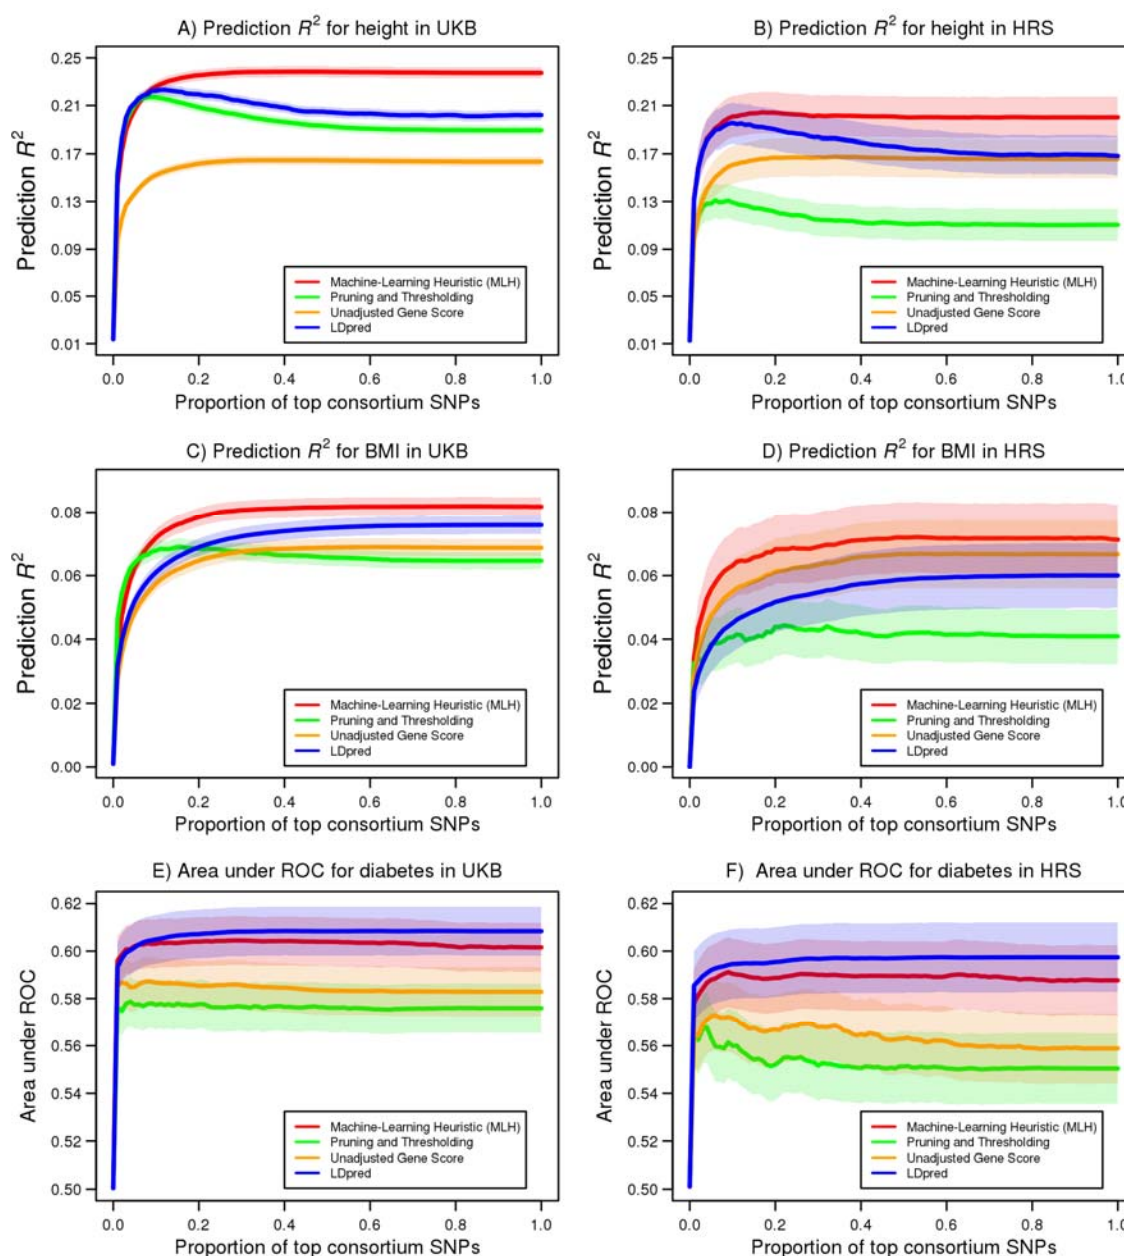 A) Prediction R² for height in UKB
B) Prediction R² for height in HRS
0.25
0.21
0.17
0.13
0.09
0.05
0.01
Prediction R²
Machine-Learning Heuristic (MLH)
Pruning and Thresholding
Unadjusted Gene Score
LDpred
0.0 0.2 0.4 0.6 0.8 1.0
Proportion of top consortium SNPs
0.25
0.21
0.17
0.13
0.09
0.05
0.01
Prediction R²
Machine-Learning Heuristic (MLH)
Pruning and Thresholding
Unadjusted Gene Score
LDpred
0.0 0.2 0.4 0.6 0.8 1.0
Proportion of top consortium SNPs
C) Prediction R² for BMI in UKB
D) Prediction R² for BMI in HRS
0.08
0.06
0.04
0.02
0.00
Prediction R²
Machine-Learning Heuristic (MLH)
Pruning and Thresholding
Unadjusted Gene Score
LDpred
0.0 0.2 0.4 0.6 0.8 1.0
Proportion of top consortium SNPs
0.08
0.06
0.04
0.02
0.00
Prediction R²
Machine-Learning Heuristic (MLH)
Pruning and Thresholding
Unadjusted Gene Score
LDpred
0.0 0.2 0.4 0.6 0.8 1.0
Proportion of top consortium SNPs
E) Area under ROC for diabetes in UKB
F) Area under ROC for diabetes in HRS
0.62
0.60
0.58
0.56
0.54
0.52
0.50
Area under ROC
Machine-Learning Heuristic (MLH)
Pruning and Thresholding
Unadjusted Gene Score
LDpred
0.0 0.2 0.4 0.6 0.8 1.0
Proportion of top consortium SNPs
0.62
0.60
0.58
0.56
0.54
0.52
0.50
Area under ROC
Machine-Learning Heuristic (MLH)
Pruning and Thresholding
Unadjusted Gene Score
LDpred
0.0 0.2 0.4 0.6 0.8 1.0
Proportion of top consortium SNPs